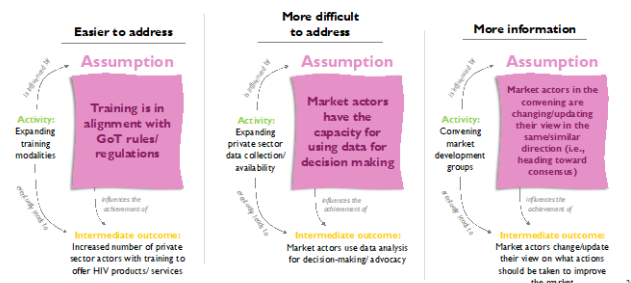 Easier to address
Assumption
is influenced by
Training is in
alignment with
GoT rules/
regulations
Activity:
Expanding
training
modalities
eventually leads to
influences the
achievement of
Intermediate outcome:
Increased number of private
sector actors with training to
offer HIV products/ services
More difficult
to address
Assumption
is influenced by
Market actors
have the
capacity for
using data for
decision making
Activity:
Expanding
private sector
data collection/
availability
eventually leads to
influences the
achievement of
Intermediate outcome:
Market actors use data analysis
for decision-making/ advocacy
More information
Assumption
is influenced by
Market actors in the
convening are
changing/updating
their view in the
same/similar
direction (i.e.,
heading toward
consensus)
Activity:
Convening
market
development
groups
eventually leads to
influences the
achievement of
Intermediate outcome:
Market actors change/update
their view on what actions
should be taken to improve
the market